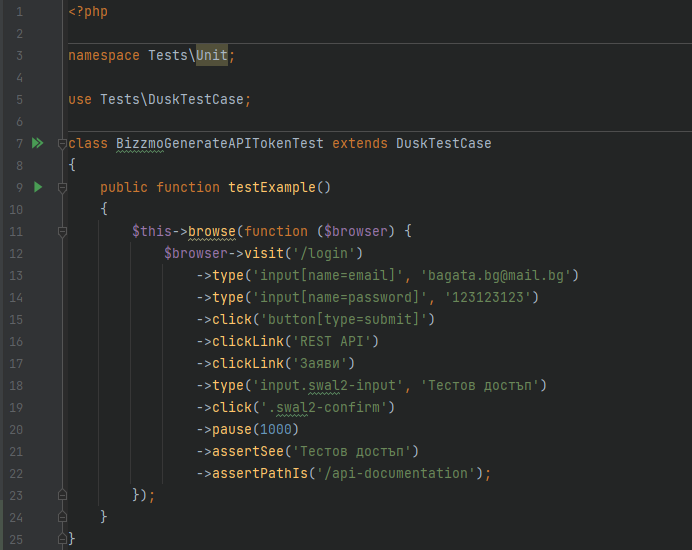 1 <?php
2
3 namespace Tests\Unit;
4
5 use Tests\DuskTestCase;
6
7 class BizzmoGenerateAPITokenTest extends DuskTestCase
8 {
9     public function testExample()
10     {
11         $this->browse(function ($browser) {
12             $browser->visit('/login')
13                 ->type('input[name=email]', 'bagata.bg@mail.bg')
14                 ->type('input[name=password]', '123123123')
15                 ->click('button[type=submit]')
16                 ->clickLink('REST API')
17                 ->clickLink('Заяви')
18                 ->type('input.swal2-input', 'Тестов достъп')
19                 ->click('.swal2-confirm')
20                 ->pause(1000)
21                 ->assertSee('Тестов достъп')
22                 ->assertPathIs('/api-documentation');
23         });
24     }
25 }